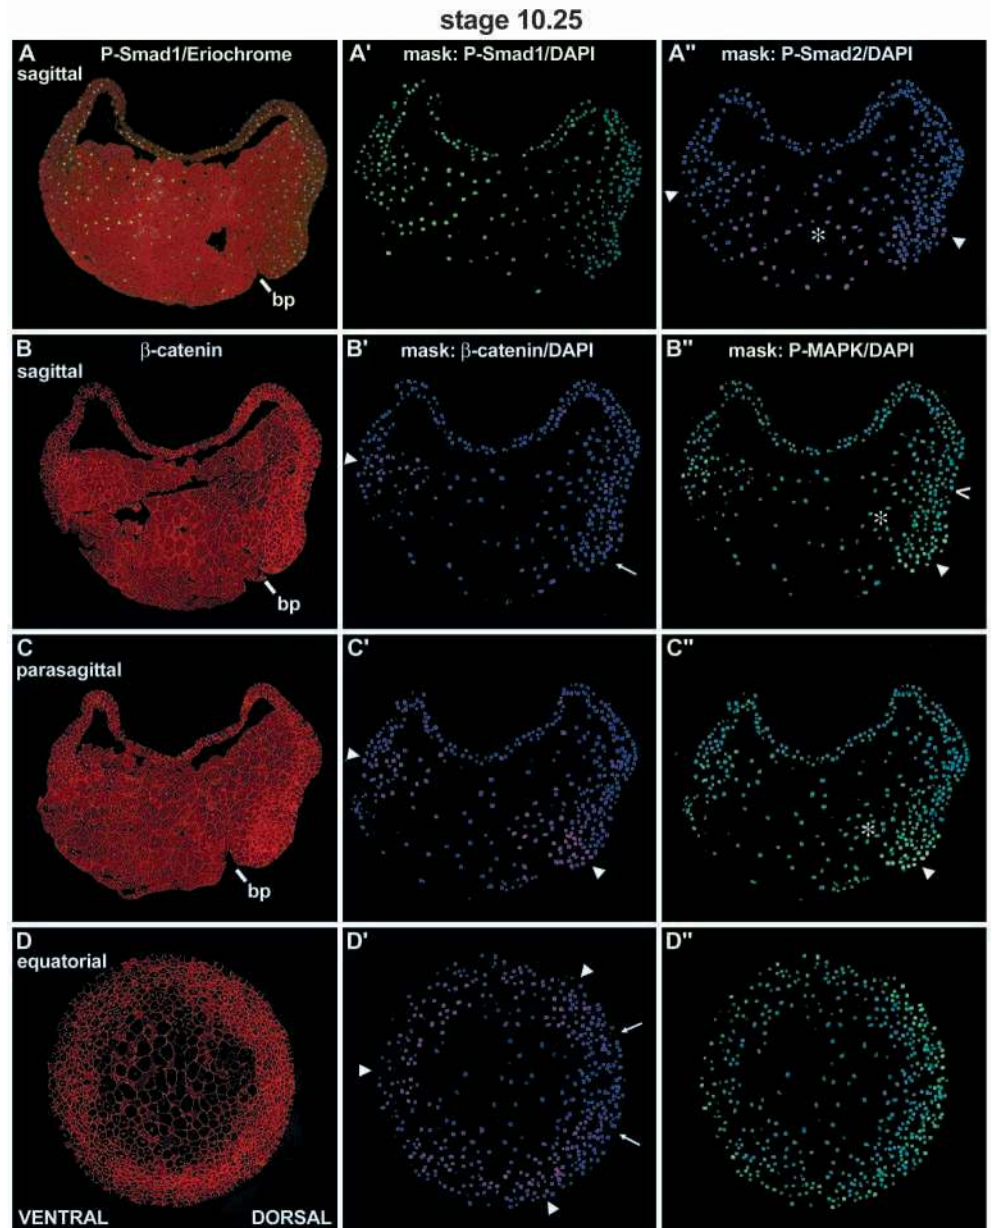 stage 10.25
A P-Smad1/Eriochrome
sagittal
bp
A' mask: P-Smad1/DAPI
A" mask: P-Smad2/DAPI
*
B β-catenin
sagittal
bp
B' mask: β-catenin/DAPI
B" mask: P-MAPK/DAPI
*
C
parasagittal
bp
C'
C"
*
D
equatorial
VENTRAL DORSAL
D'
D"